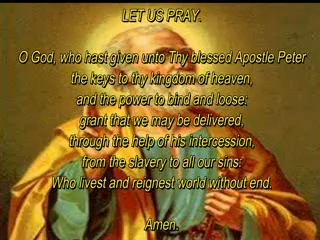 LET US PRAY.
O God, who hast given unto Thy blessed Apostle Peter
the keys to thy kingdom of heaven,
and the power to bind and loose:
grant that we may be delivered,
through the help of his intercession,
from the slavery to all our sins:
Who livest and reignest world without end.
Amen.